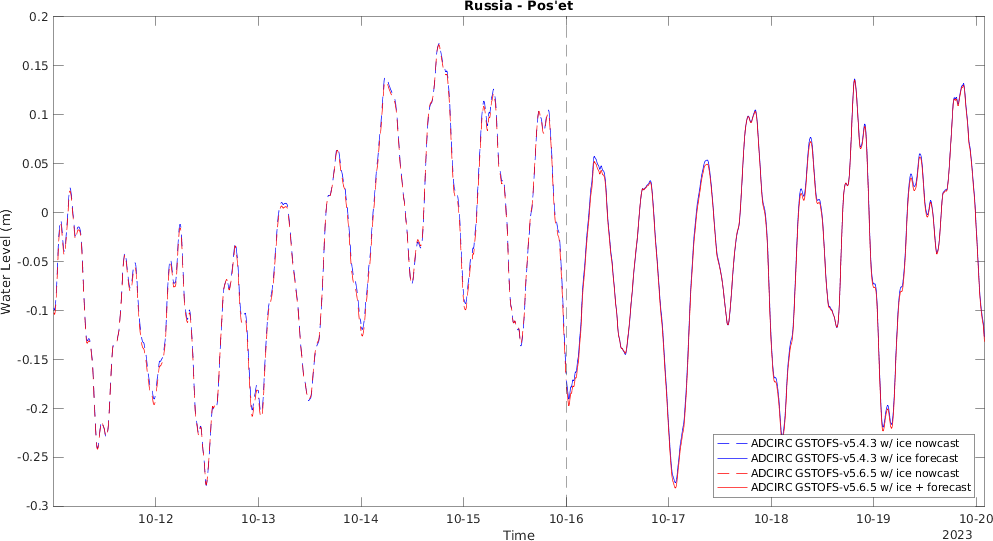 Russia - Pos'et
0.2
0.15
0.1
0.05
0
-0.05
-0.1
-0.15
-0.2
-0.25
-0.3
Water Level (m)
ADCIRC GSTOFS-v5.4.3 w/ ice nowcast
ADCIRC GSTOFS-v5.4.3 w/ ice forecast
ADCIRC GSTOFS-v5.6.5 w/ ice nowcast
ADCIRC GSTOFS-v5.6.5 w/ ice + forecast
10-12 10-13 10-14 10-15 10-16 10-17 10-18 10-19 10-20
Time
2023